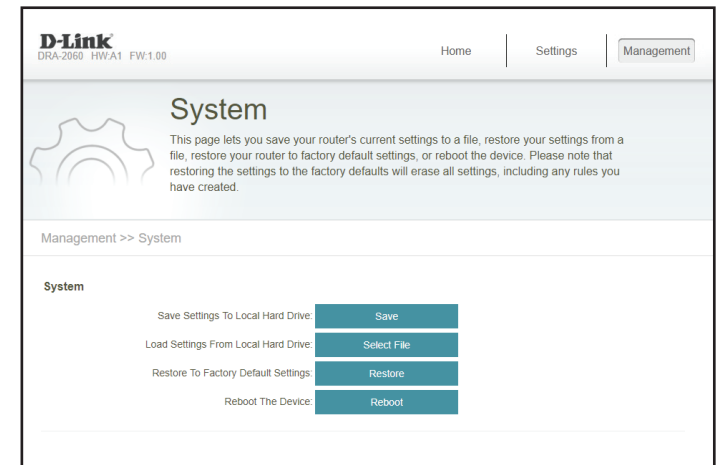 D-Link
DRA-2060 HW:A1 FW:1.00
Home Settings Management
System
This page lets you save your router's current settings to a file, restore your settings from a
file, restore your router to factory default settings, or reboot the device. Please note that
restoring the settings to the factory defaults will erase all settings, including any rules you
have created.
Management >> System
System
Save Settings To Local Hard Drive: Save
Load Settings From Local Hard Drive: Select File
Restore To Factory Default Settings: Restore
Reboot The Device: Reboot